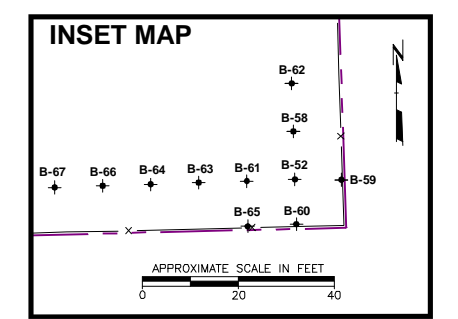 INSET MAP
N
B-62
B-58
B-67 B-66 B-64 B-63 B-61 B-52 B-59
B-65 B-60
APPROXIMATE SCALE IN FEET
0 20 40